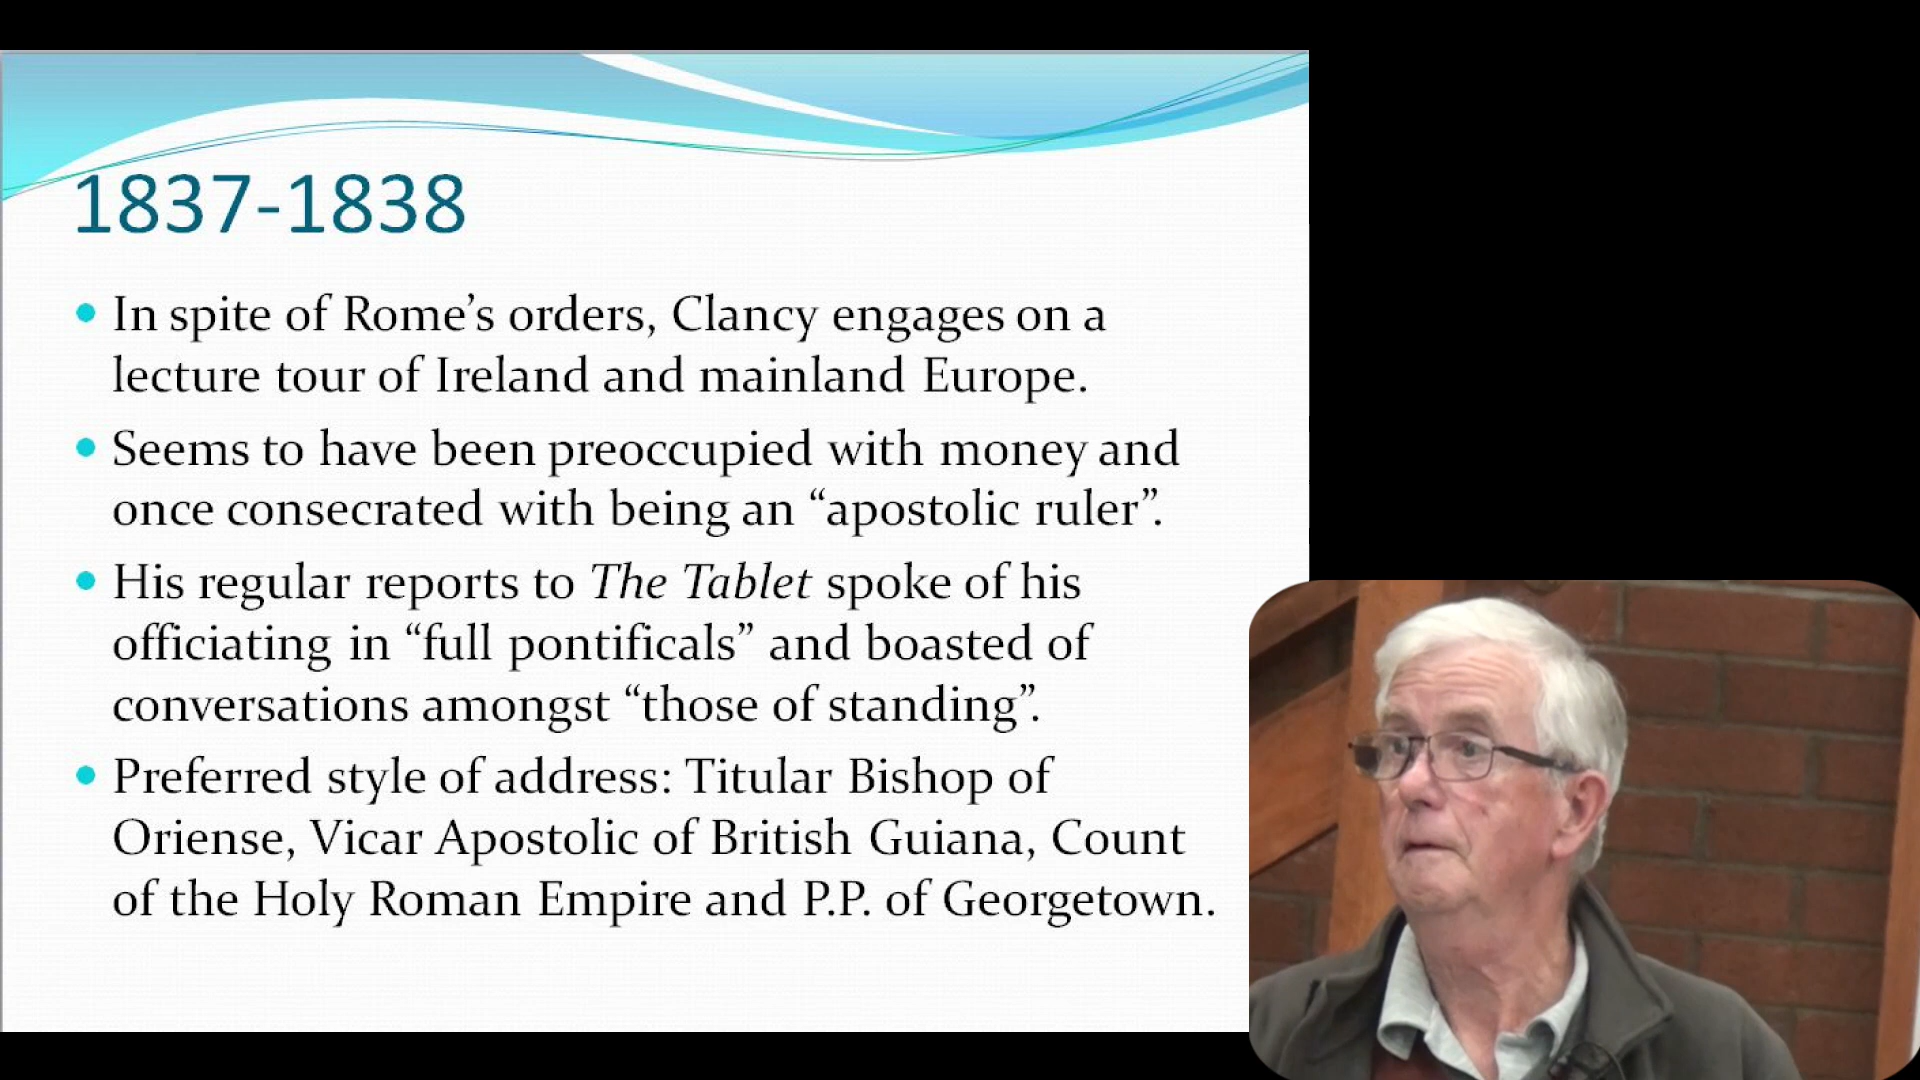 1837-1838
In spite of Rome’s orders, Clancy engages on a
lecture tour of Ireland and mainland Europe.
Seems to have been preoccupied with money and
once consecrated with being an “apostolic ruler”.
His regular reports to The Tablet spoke of his
officiating in “full pontificals” and boasted of
conversations amongst “those of standing”.
Preferred style of address: Titular Bishop of
Oriense, Vicar Apostolic of British Guiana, Count
of the Holy Roman Empire and P.P. of Georgetown.